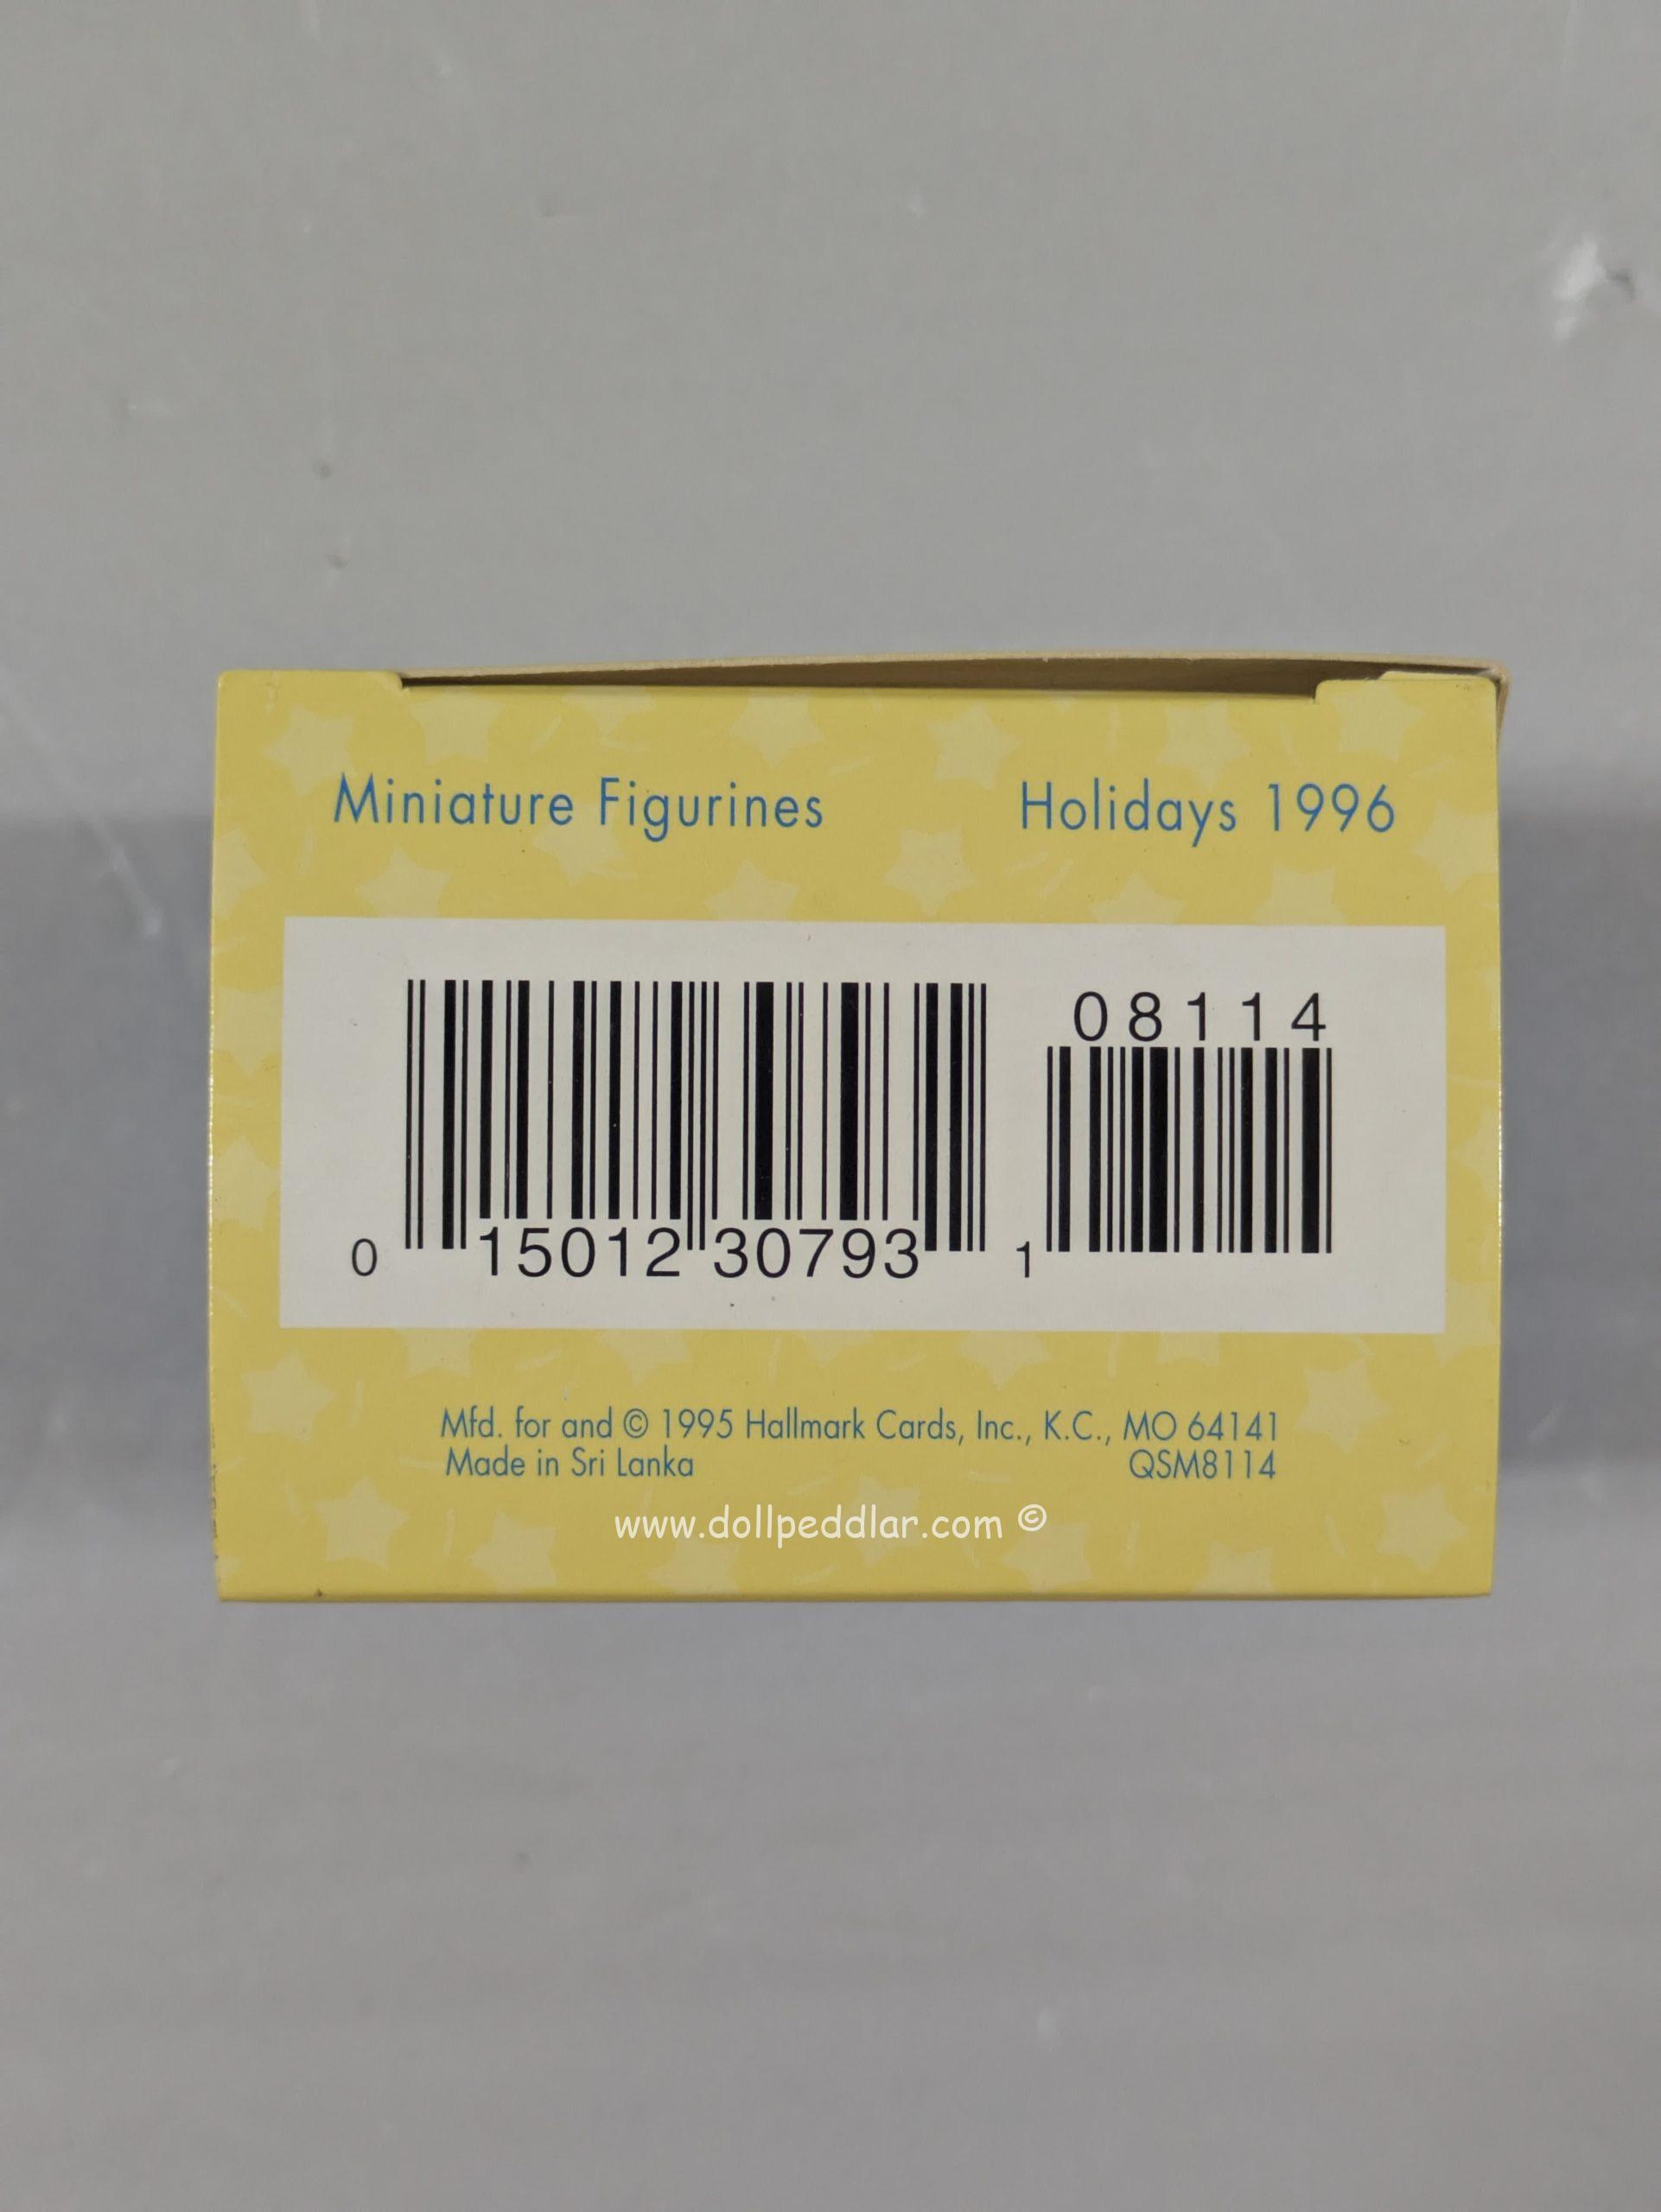 Miniature Figurines Holidays 1996
08114
0 15012 30793 1
Mfd. for and © 1995 Hallmark Cards, Inc., K.C., MO 64141
Made in Sri Lanka QSM8114
www.dollpeddlar.com ©